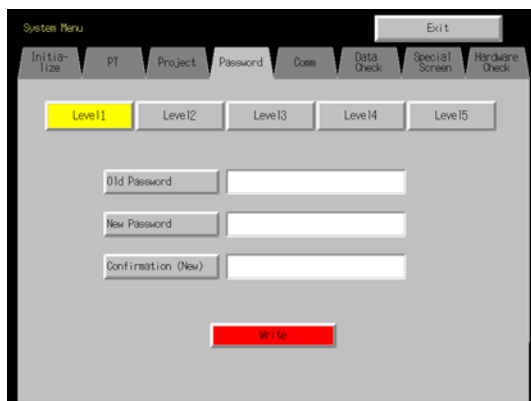 System Menu
Exit
Initia-
lize
PT
Project
Password
Comm
Data
Check
Special
Screen
Hardware
Check
Level1
Level2
Level3
Level4
Level5
Old Password
New Password
Confirmation (New)
Write